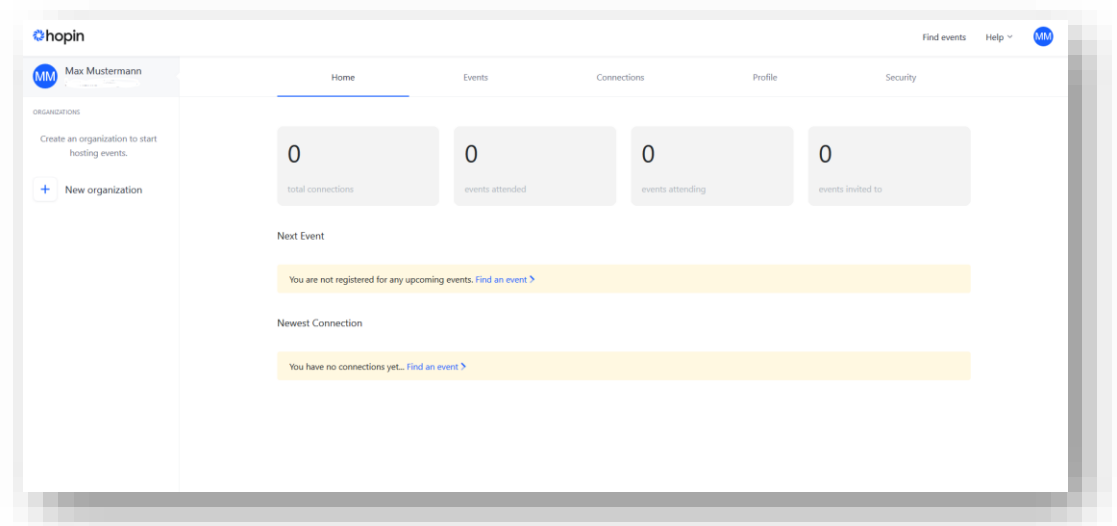 hopin
Find events
Help
MM
MM
Max Mustermann
Home
Events
Connections
Profile
Security
ORGANIZATIONS
Create an organization to start
hosting events.
+ New organization
0
total connections
0
events attended
0
events attending
0
events invited to
Next Event
You are not registered for any upcoming events. Find an event >
Newest Connection
You have no connections yet... Find an event >